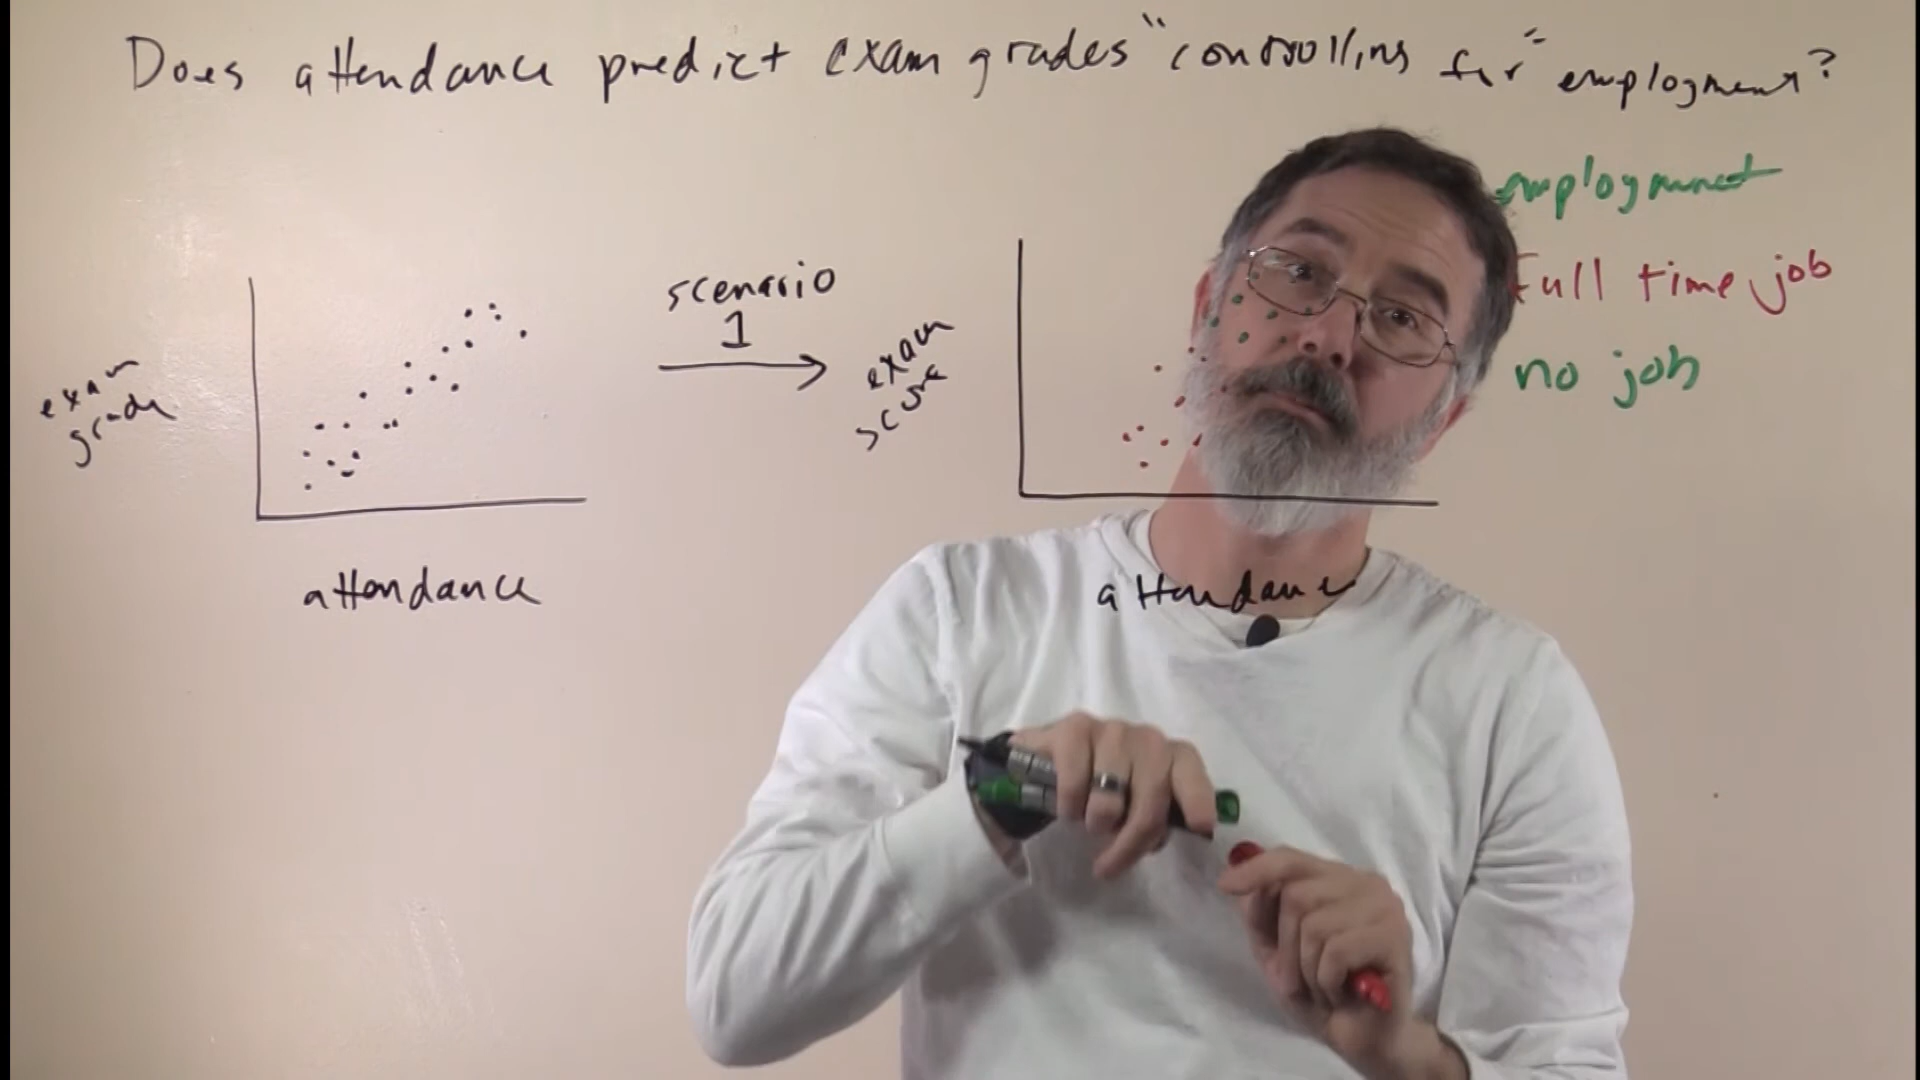 Does attendance predict exam grades "controlling for" employment?
employment
full time job
no job
scenario
1
exam
grade
attendance
exam
score
attendance